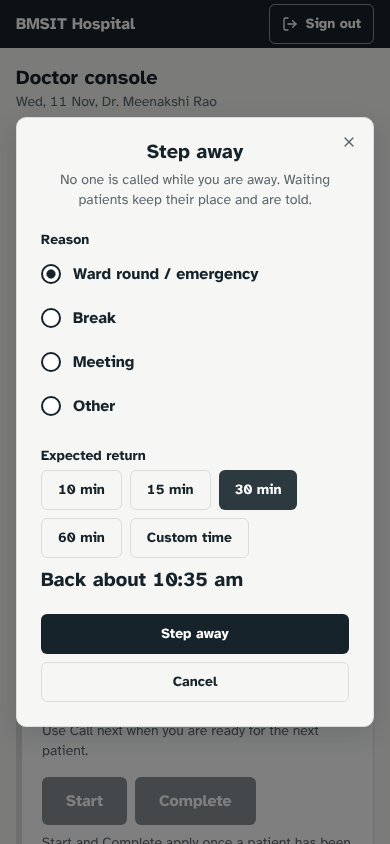 BMSIT Hospital
Sign out
Doctor console
Wed, 11 Nov, Dr. Meenakshi Rao
Step away
No one is called while you are away. Waiting
patients keep their place and are told.
Reason
Ward round / emergency
Break
Meeting
Other
Expected return
10 min
15 min
30 min
60 min
Custom time
Back about 10:35 am
Step away
Cancel
Use Call next when you are ready for the next
patient.
Start
Complete
Start and Complete apply once a patient has been